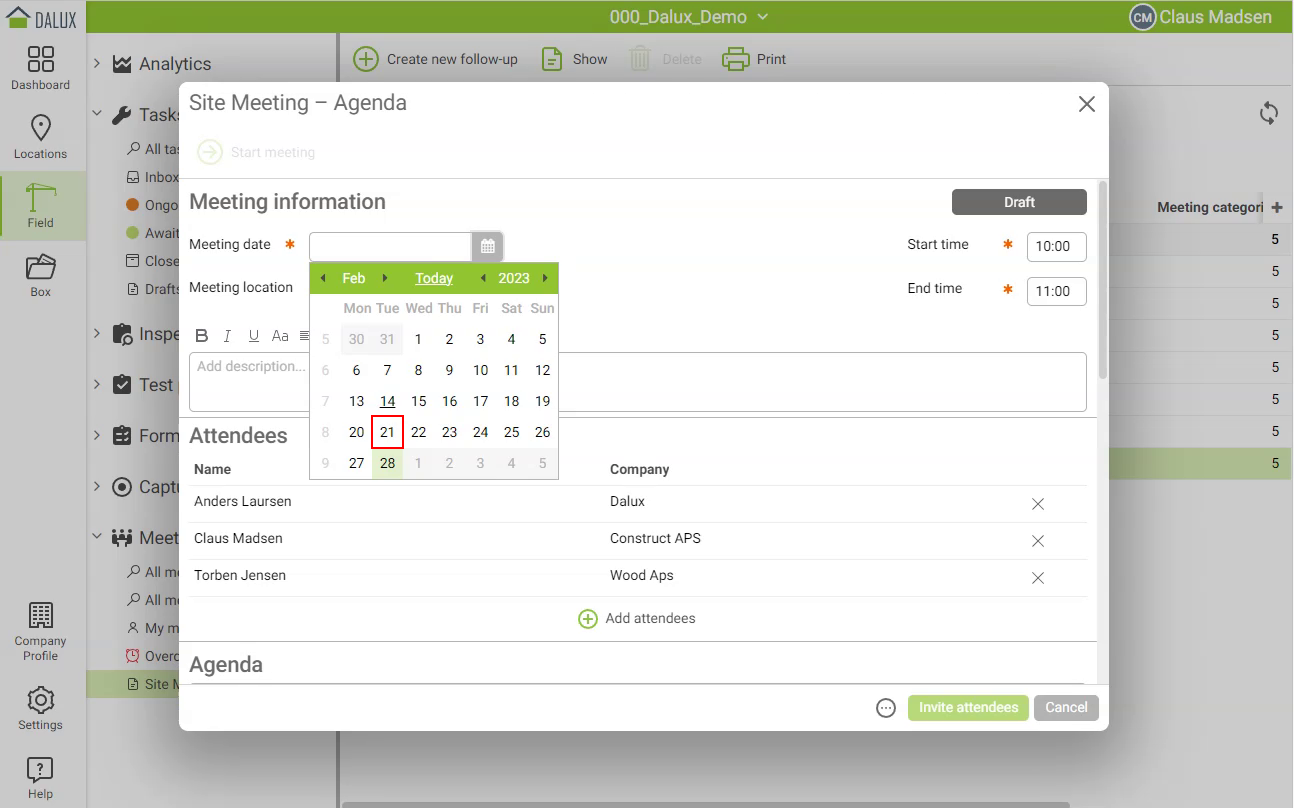 DALUX
000_Dalux_Demo
CM Claus Madsen
Dashboard
Locations
Field
Box
Company
Profile
Settings
Help
Analytics
Tasks
All tas
Inbox
Ongo
Await
Close
Drafts
Inspe
Test
Form
Captu
Meet
All me
All me
My m
Overd
Site M
Create new follow-up
Show
Delete
Print
Meeting categori +
5
5
5
5
5
5
5
5
Site Meeting – Agenda
Start meeting
Meeting information
Draft
Meeting date *
Start time * 10:00
Meeting location
End time * 11:00
Feb Today 2023
Mon Tue Wed Thu Fri Sat Sun
5 30 31 1 2 3 4 5
6 6 7 8 9 10 11 12
7 13 14 15 16 17 18 19
8 20 21 22 23 24 25 26
9 27 28 1 2 3 4 5
B I U Aa
Add description...
Attendees
Name Company
Anders Laursen Dalux
Claus Madsen Construct APS
Torben Jensen Wood Aps
Add attendees
Agenda
Invite attendees
Cancel